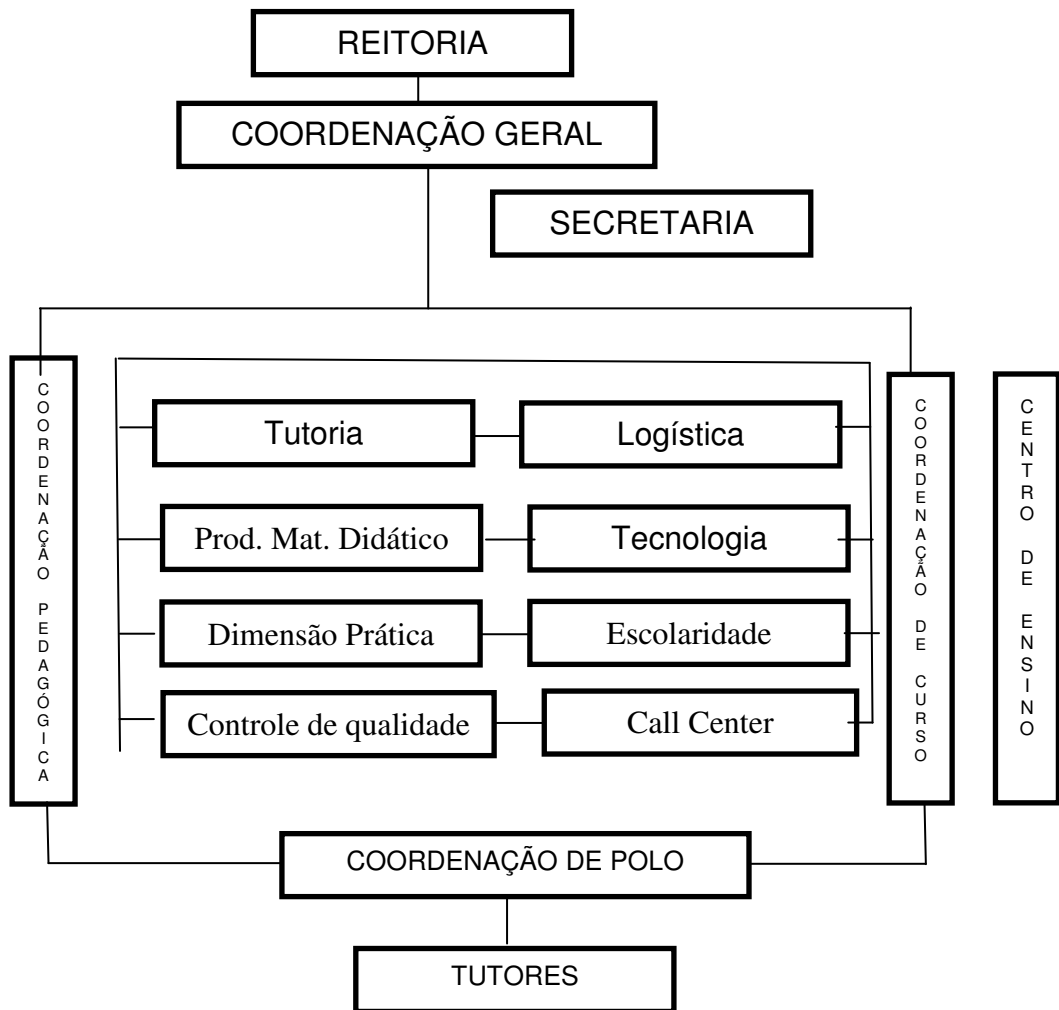 REITORIA
COORDENAÇÃO GERAL
SECRETARIA
COORDENAÇÃO PEDAGÓGICA
Tutoria
Logística
Prod. Mat. Didático
Tecnologia
Dimensão Prática
Escolaridade
Controle de qualidade
Call Center
COORDENAÇÃO DE CURSO
CENTRO DE ENSINO
COORDENAÇÃO DE POLO
TUTORES